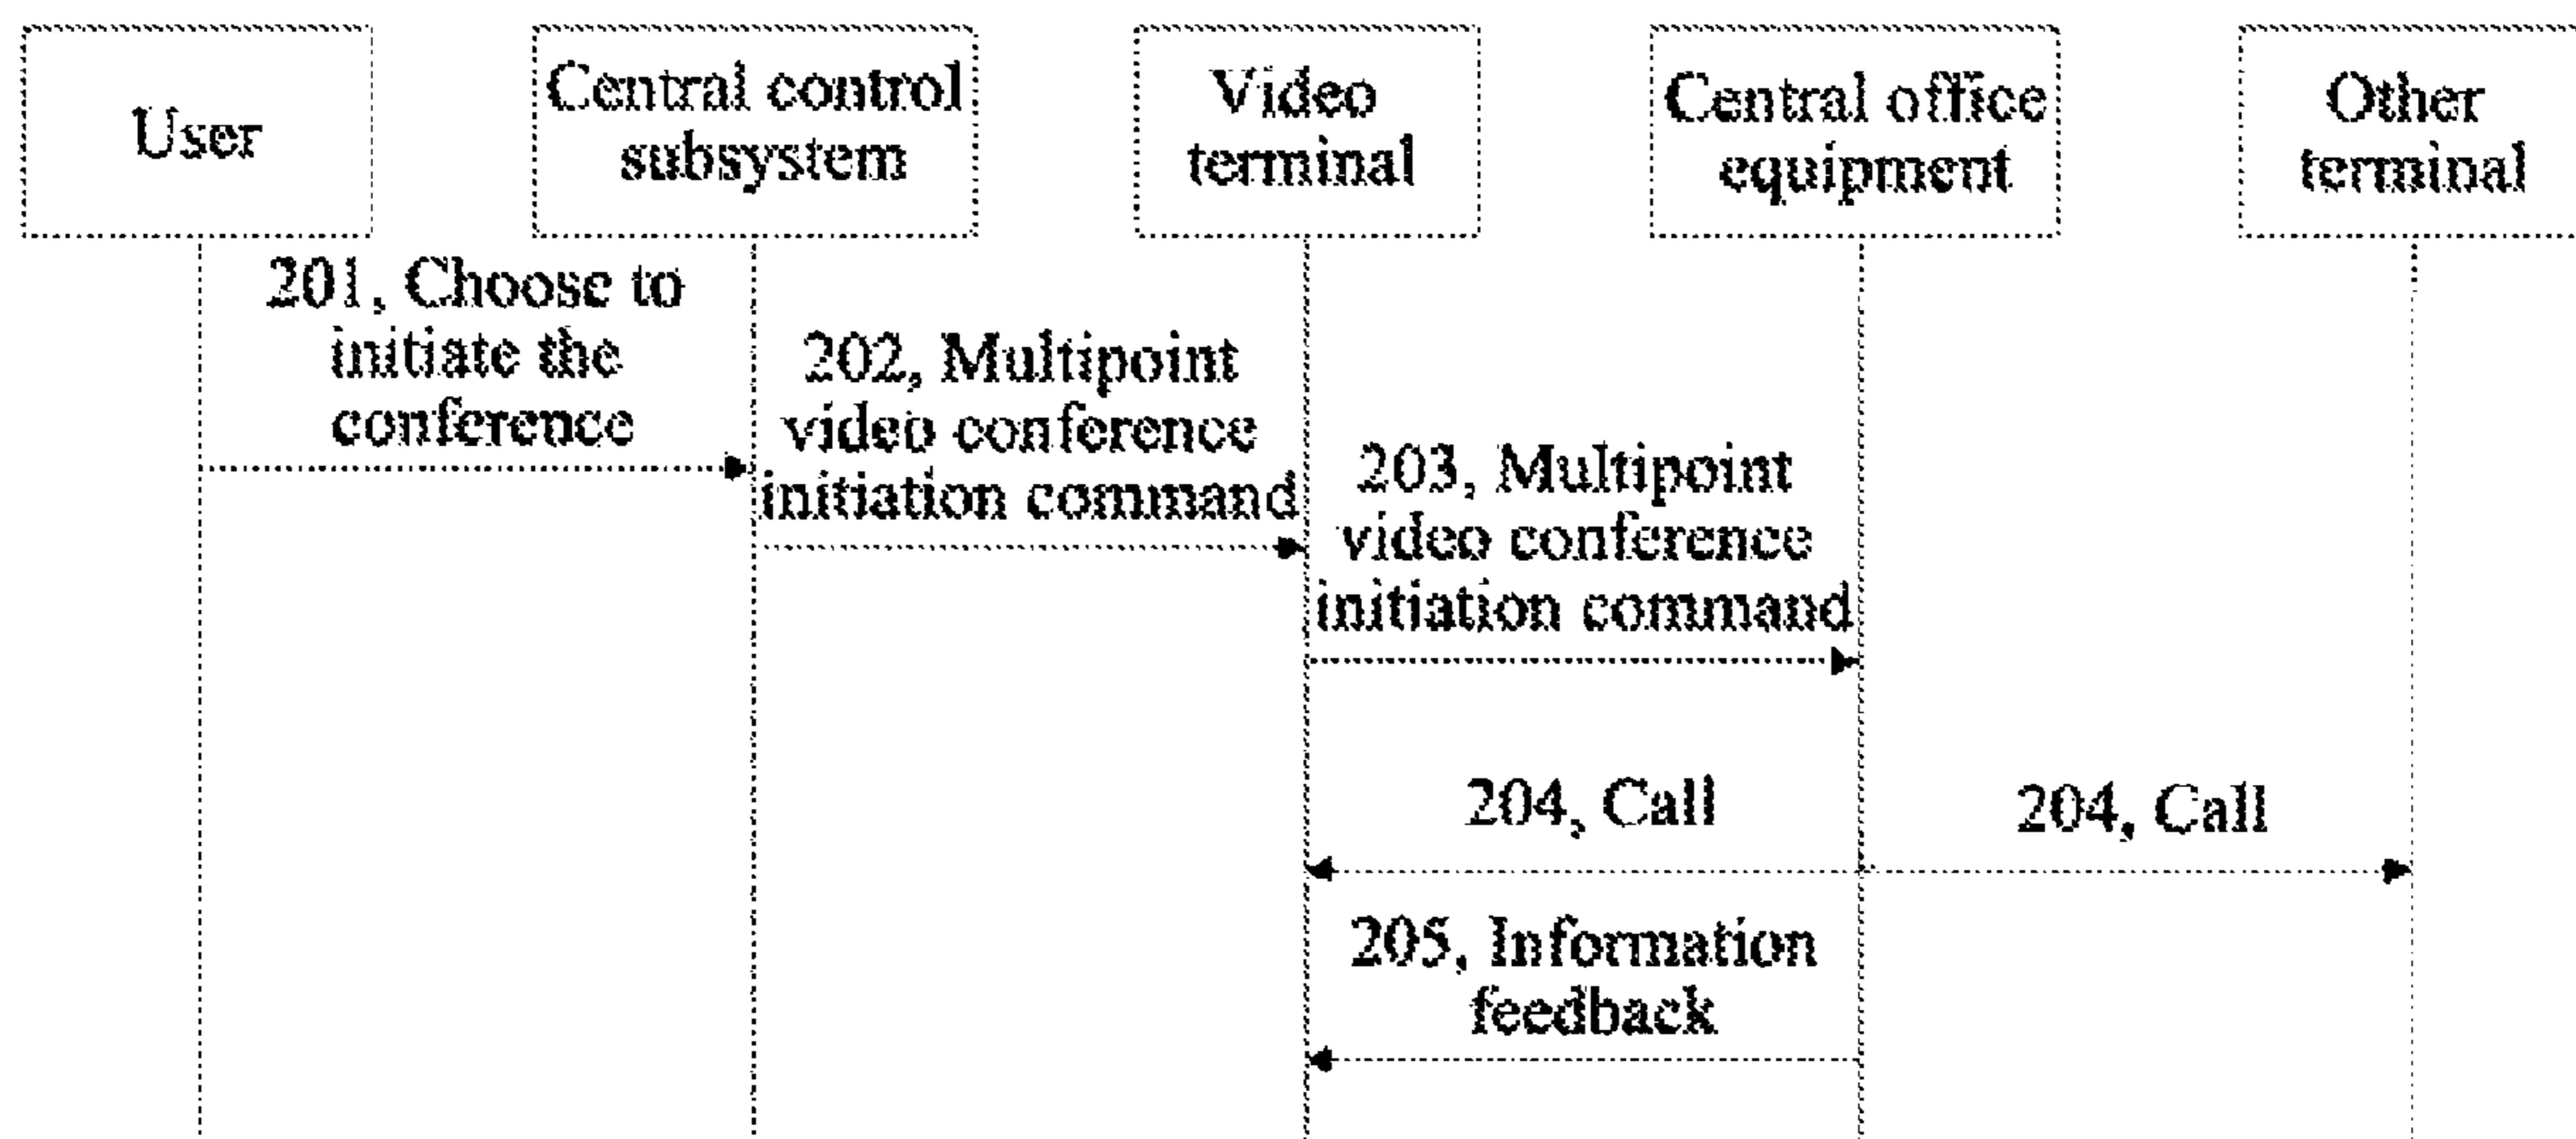 User
Central control
subsystem
Video
terminal
Central office
equipment
Other
terminal
201, Choose to
initiate the
conference
202, Multipoint
video conference
initiation command
203, Multipoint
video conference
initiation command
204, Call
204, Call
205, Information
feedback